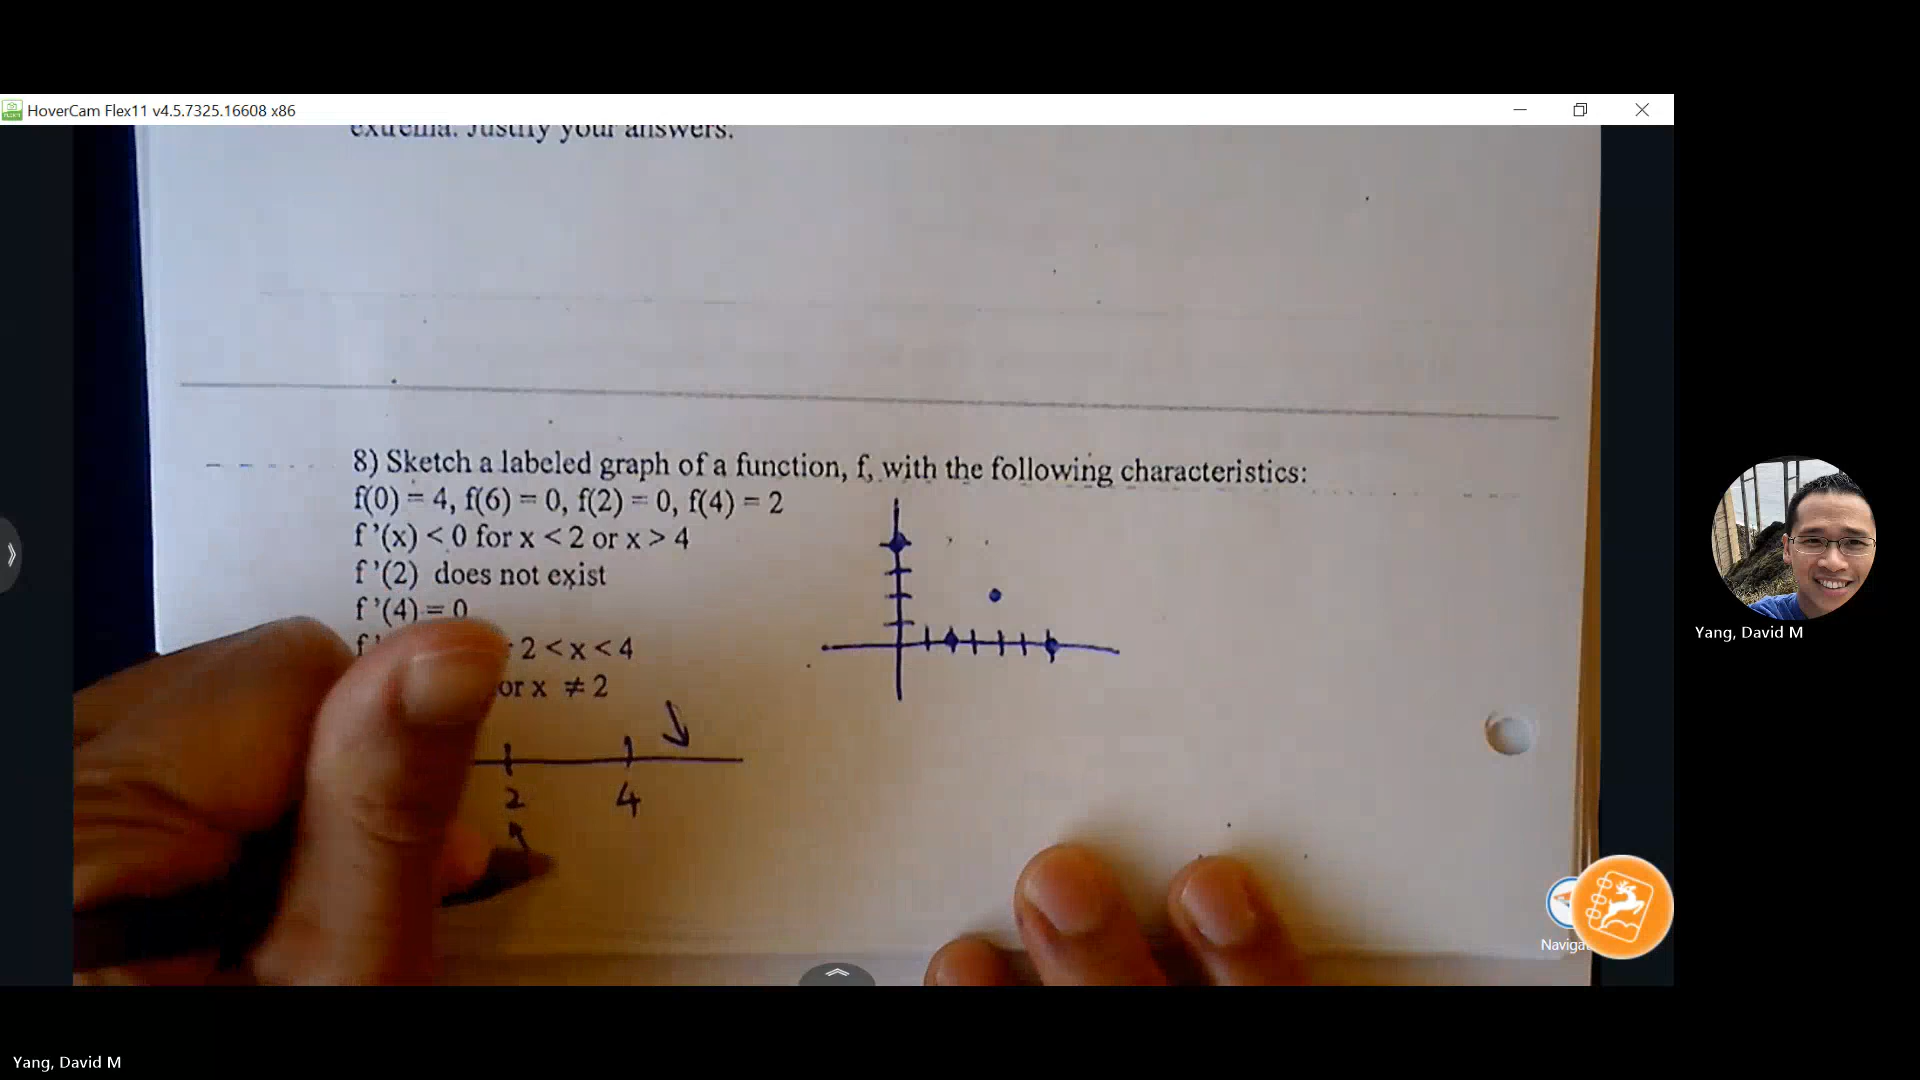 HoverCam Flex11 v4.5.7325.16608 x86
extrema. Justify your answers.
8) Sketch a labeled graph of a function, f, with the following characteristics:
f(0) = 4, f(6) = 0, f(2) = 0, f(4) = 2
f ’(x) < 0 for x < 2 or x > 4
f ’(2) does not exist
f ’(4) = 0
2 < x < 4
or x ≠ 2
2
4
Yang, David M
Yang, David M